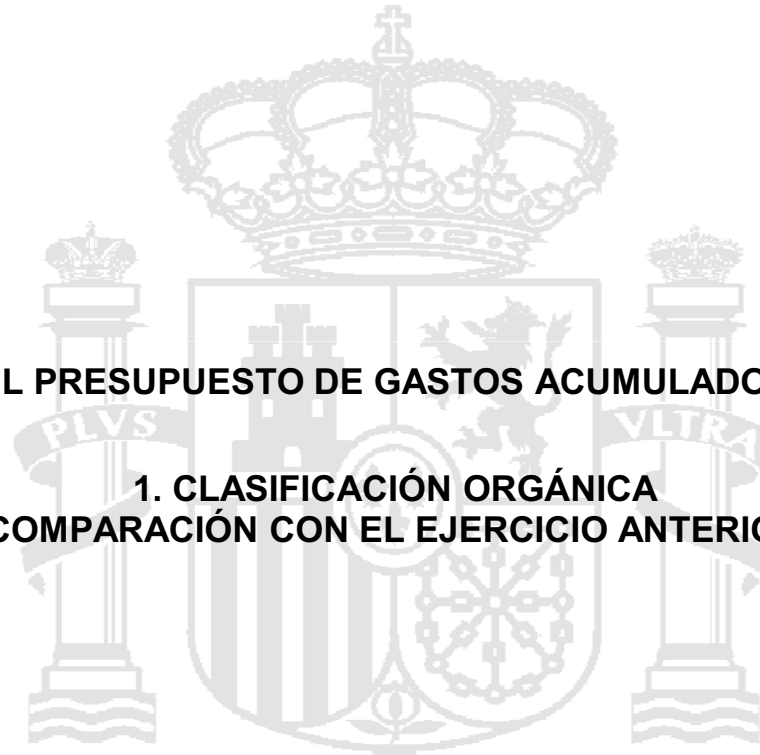 L PRESUPUESTO DE GASTOS ACUMULADO
PLVS
VLTRA
1. CLASIFICACIÓN ORGÁNICA
COMPARACIÓN CON EL EJERCICIO ANTERIO